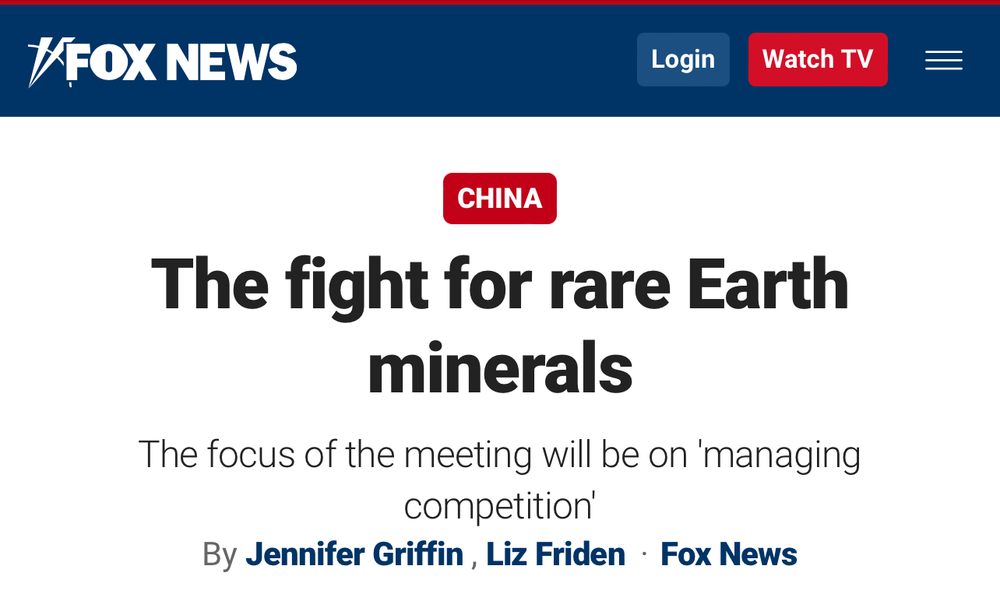 FOX NEWS
Login
Watch TV
CHINA
The fight for rare Earth
minerals
The focus of the meeting will be on 'managing
competition'
By Jennifer Griffin , Liz Friden · Fox News